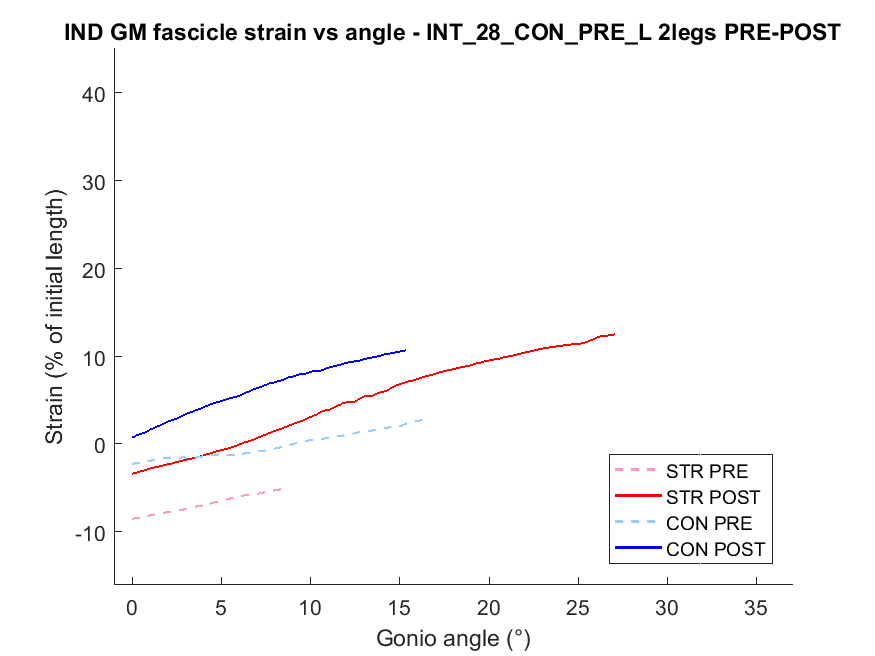 IND GM fascicle strain vs angle - INT_28_CON_PRE_L 2legs PRE-POST
Strain (% of initial length)
40
30
20
10
0
-10
0 5 10 15 20 25 30 35
Gonio angle (°)
STR PRE
STR POST
CON PRE
CON POST